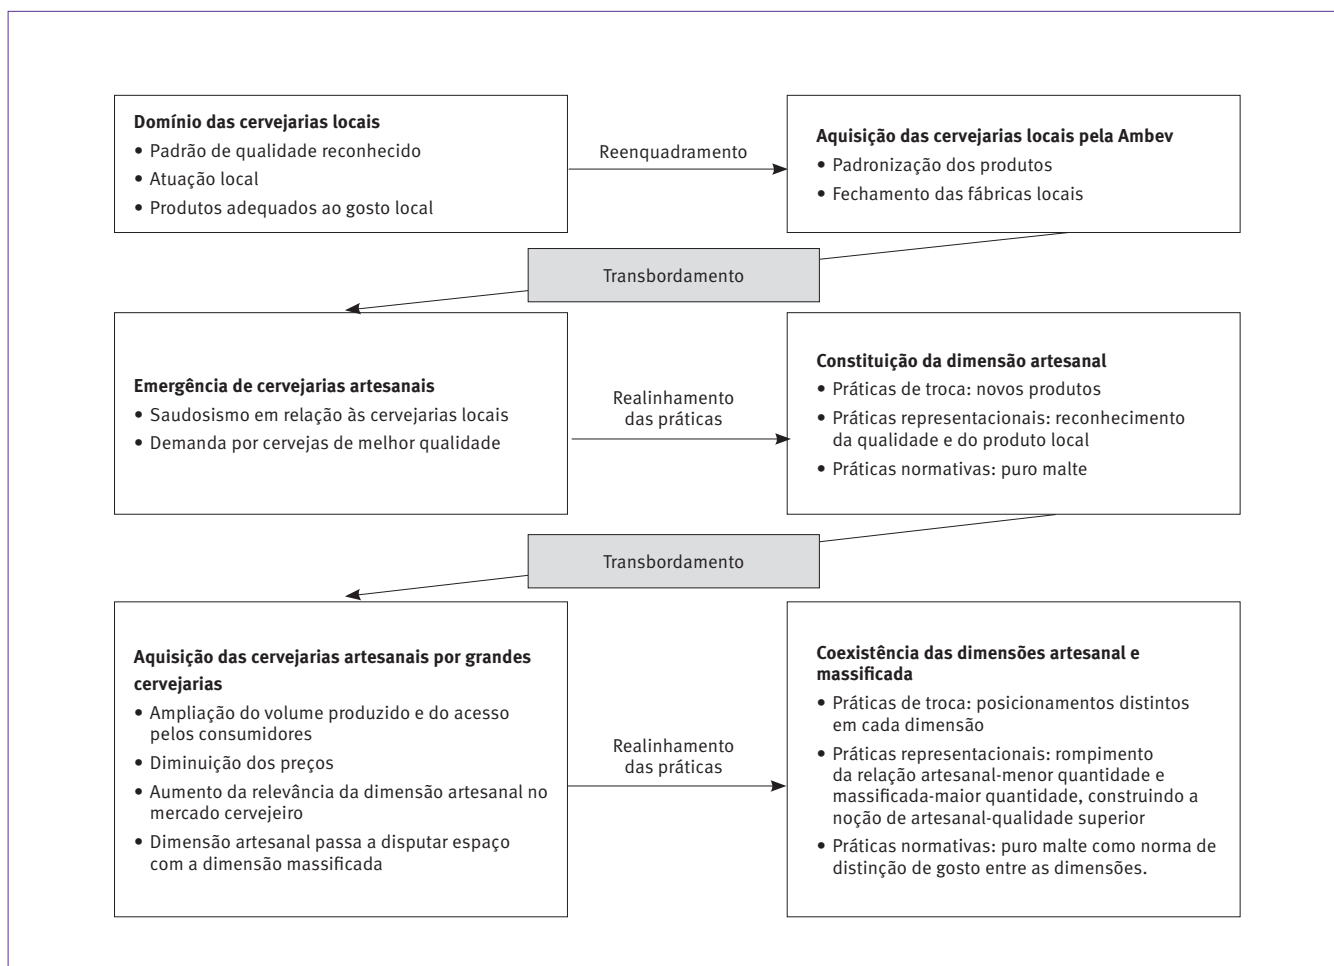 Domínio das cervejarias locais
• Padrão de qualidade reconhecido
• Atuação local
• Produtos adequados ao gosto local
Reenquadramento
Aquisição das cervejarias locais pela Ambev
• Padronização dos produtos
• Fechamento das fábricas locais
Transbordamento
Emergência de cervejarias artesanais
• Saudosismo em relação às cervejarias locais
• Demanda por cervejas de melhor qualidade
Realinhamento
das práticas
Constituição da dimensão artesanal
• Práticas de troca: novos produtos
• Práticas representacionais: reconhecimento
da qualidade e do produto local
• Práticas normativas: puro malte
Transbordamento
Aquisição das cervejarias artesanais por grandes
cervejarias
• Ampliação do volume produzido e do acesso
pelos consumidores
• Diminuição dos preços
• Aumento da relevância da dimensão artesanal no
mercado cervejeiro
• Dimensão artesanal passa a disputar espaço
com a dimensão massificada
Realinhamento
das práticas
Coexistência das dimensões artesanal e
massificada
• Práticas de troca: posicionamentos distintos
em cada dimensão
• Práticas representacionais: rompimento
da relação artesanal-menor quantidade e
massificada-maior quantidade, construindo a
noção de artesanal-qualidade superior
• Práticas normativas: puro malte como norma de
distinção de gosto entre as dimensões.